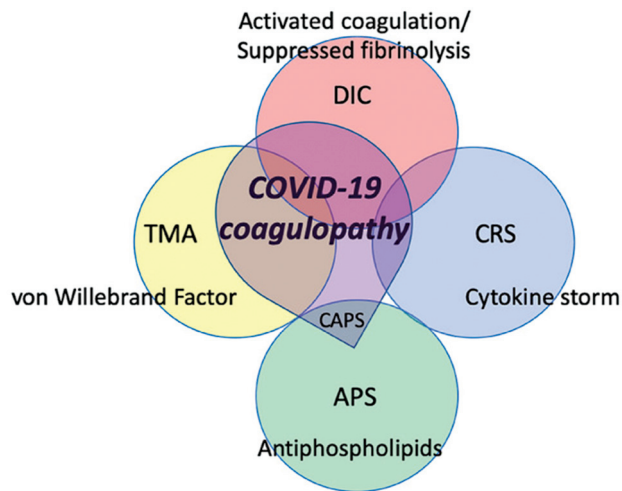 Activated coagulation/
Suppressed fibrinolysis
DIC
COVID-19
coagulopathy
TMA
CRS
von Willebrand Factor
Cytokine storm
CAPS
APS
Antiphospholipids